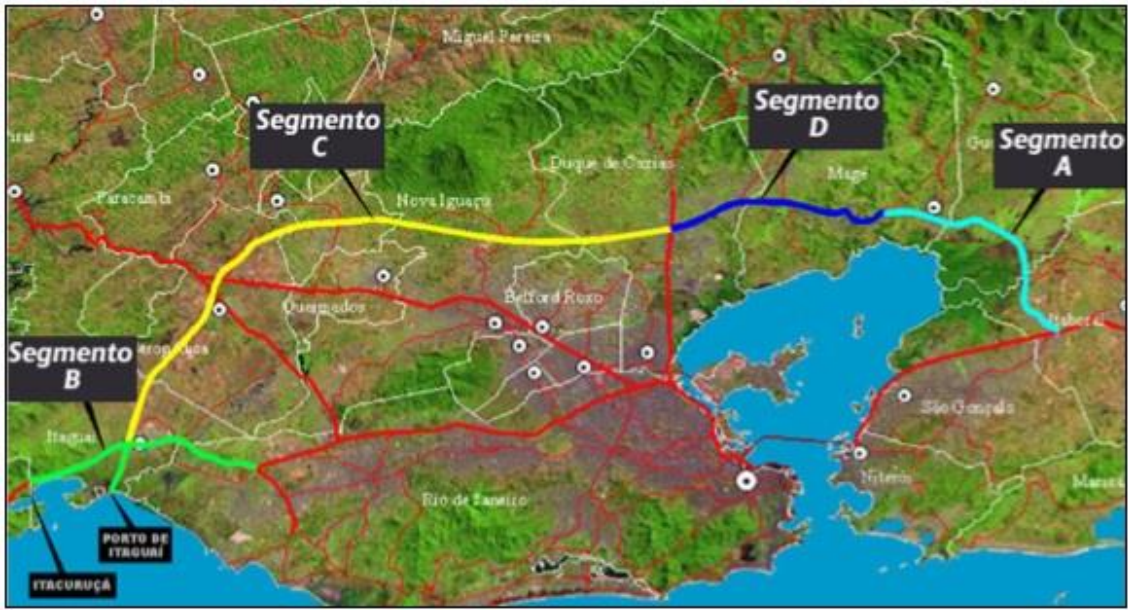 Miguel Pereira
Segmento
D
Segmento
C
Segmento
A
Duque de Caxias
Magé
Paracambi
Nova Iguaçu
Queimados
Belford Roxo
Itaboraí
Segmento
B
São Gonçalo
Itaguaí
Niterói
Rio de Janeiro
PORTO DE
ITAGUAÍ
ITACURUÇÁ